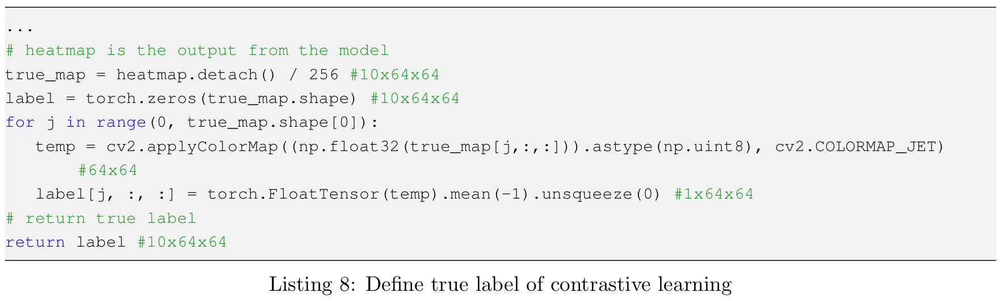 ...
# heatmap is the output from the model
true_map = heatmap.detach() / 256 #10x64x64
label = torch.zeros(true_map.shape) #10x64x64
for j in range(0, true_map.shape[0]):
   temp = cv2.applyColorMap((np.float32(true_map[j,:,:])).astype(np.uint8), cv2.COLORMAP_JET)
       #64x64
   label[j, :, :] = torch.FloatTensor(temp).mean(-1).unsqueeze(0) #1x64x64
# return true label
return label #10x64x64
Listing 8: Define true label of contrastive learning